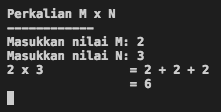 Perkalian M x N
--------------
Masukkan nilai M: 2
Masukkan nilai N: 3
2 x 3           = 2 + 2 + 2
                = 6